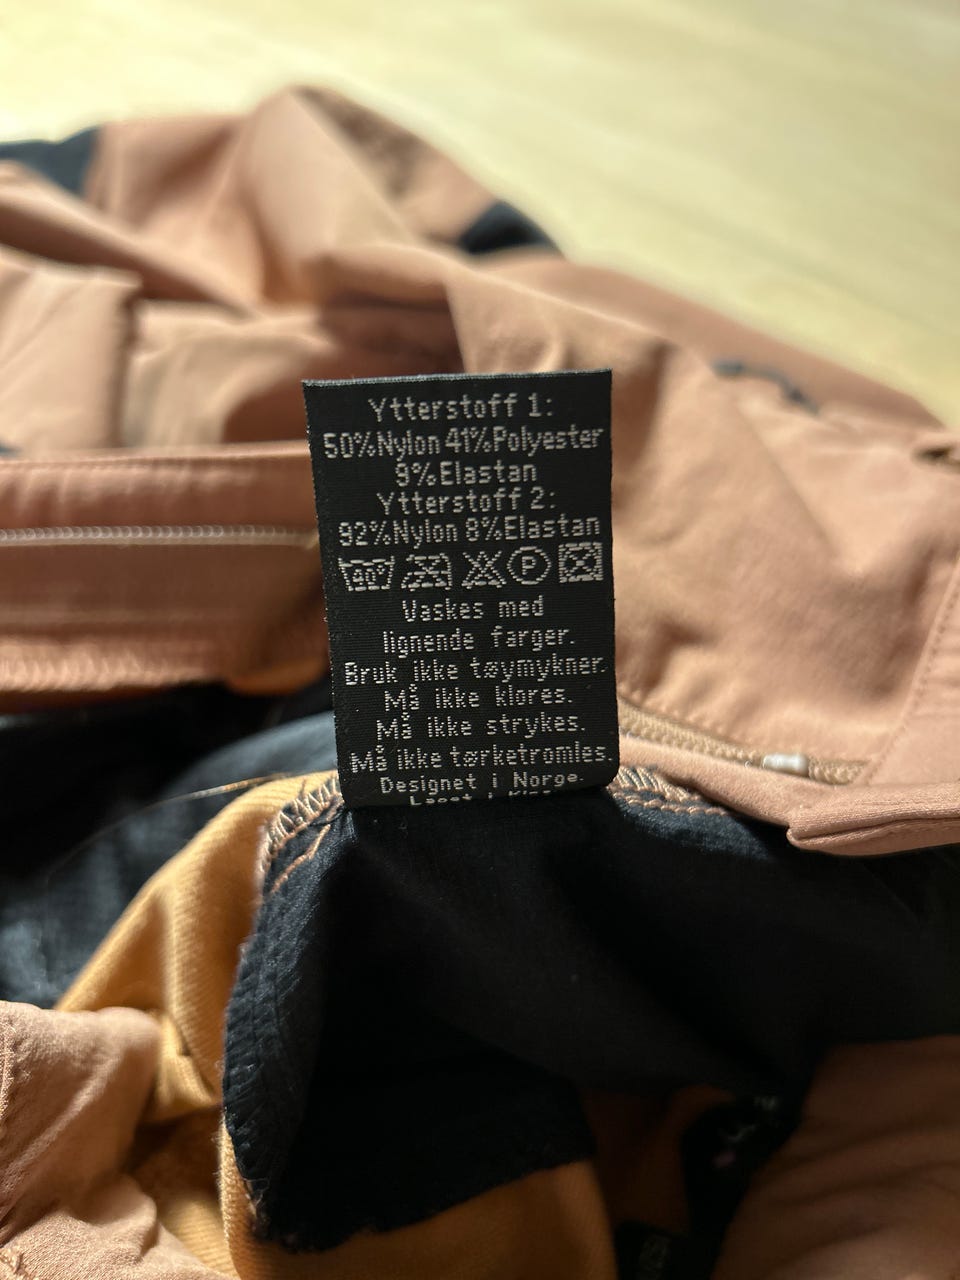 Ytterstoff 1:
50%Nylon 41%Polyester
9%Elastan
Ytterstoff 2:
92%Nylon 8%Elastan
40° P
Vaskes med
lignende farger.
Bruk ikke tøymykner.
Må ikke klores.
Må ikke strykes.
Må ikke tørketromles.
Designet i Norge.